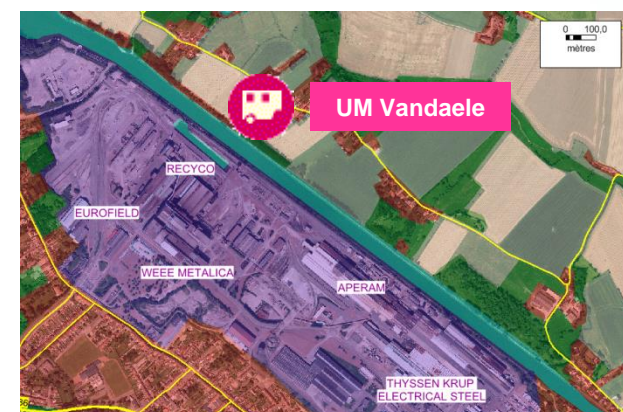 0 100,0
mètres
UM Vandaele
RECYCO
EUROFIELD
WEEE METALICA
APERAM
THYSSEN KRUP
ELECTRICAL STEEL